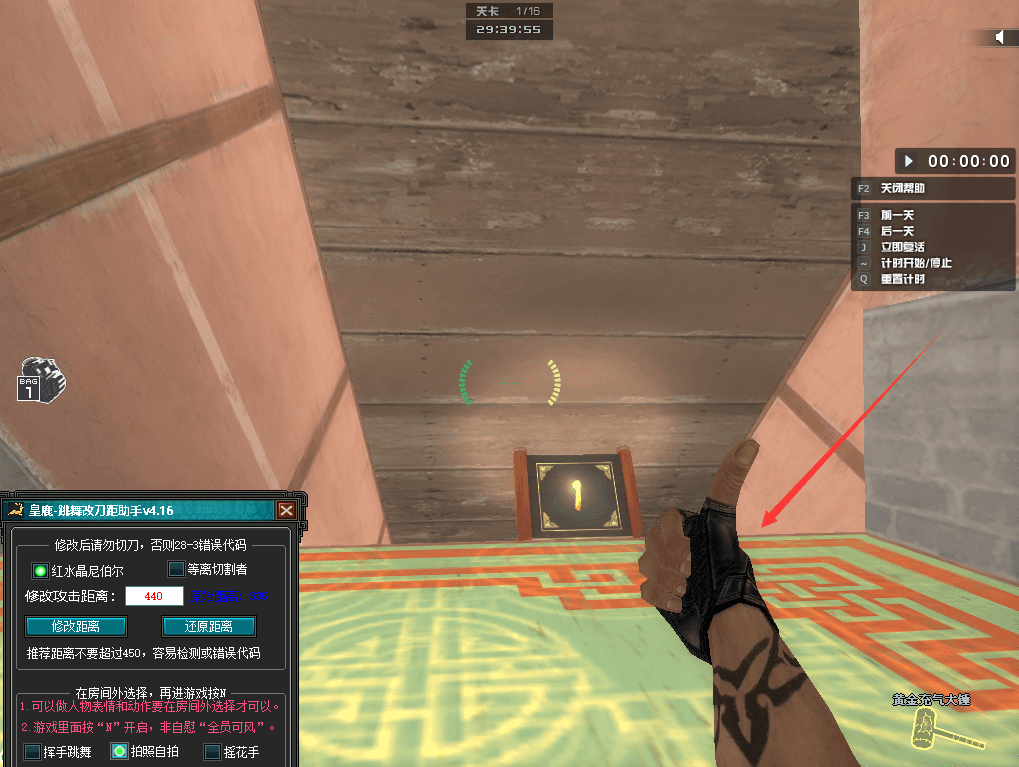 关卡 1/16
29:39:55
00:00:00
F2 关闭帮助
F3 前一关
F4 后一关
J 立即复活
~ 计时开始/停止
Q 重置计时
BAG
1
皇鹿-跳舞改刀距助手v4.16
修改后请勿切刀，否则28-3错误代码
红水晶尼伯尔 等离切割者
修改攻击距离： 440
修改距离 还原距离
推荐距离不要超过450，容易检测或错误代码
在房间外选择，再进游戏按N
1.可以做人物表情和动作要在房间外选择才可以。
2.游戏里面按“N”开启，非自慰“全员可风”。
挥手跳舞 拍照自拍 摇花手
黄金充气大锤